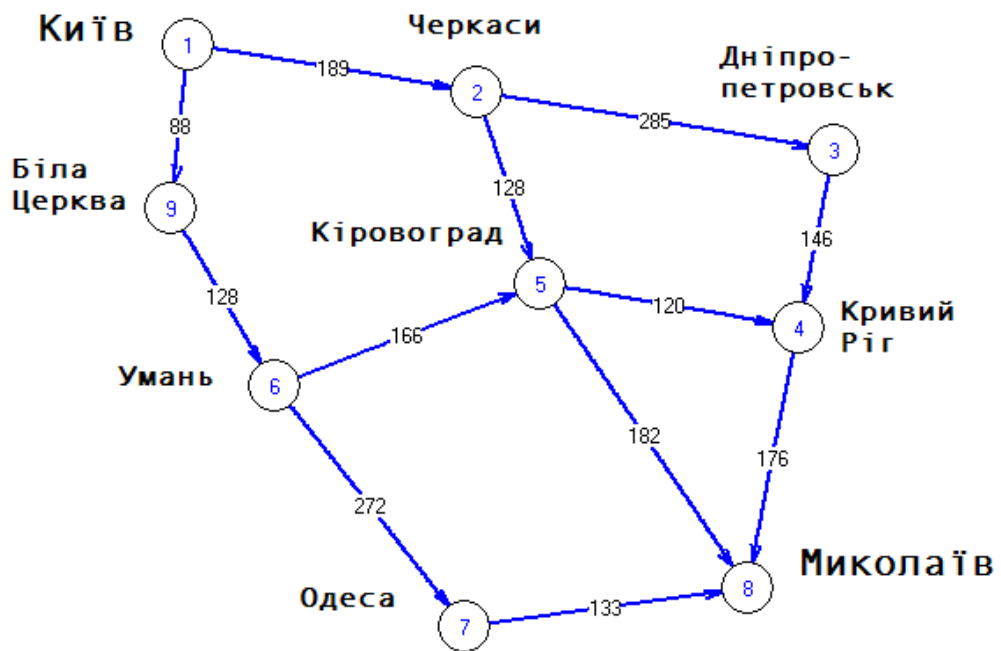 Київ
1
189
Черкаси
2
Дніпро-
петровськ
285
3
88
Біла
Церква
9
128
Кіровоград
5
146
128
166
120
4
Кривий
Ріг
Умань
6
182
176
272
Одеса
7
133
8
Миколаїв